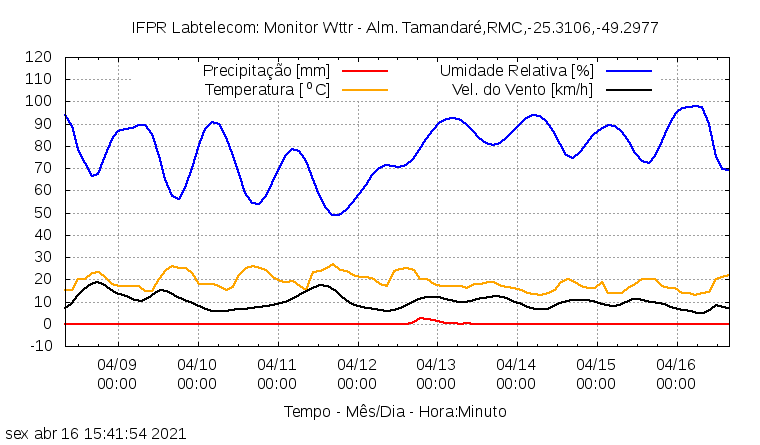 IFPR Labtelecom: Monitor Wttr - Alm. Tamandaré,RMC,-25.3106,-49.2977
Precipitação [mm]
Umidade Relativa [%]
Temperatura [⁰C]
Vel. do Vento [km/h]
120
110
100
90
80
70
60
50
40
30
20
10
0
-10
04/09 04/10 04/11 04/12 04/13 04/14 04/15 04/16
00:00 00:00 00:00 00:00 00:00 00:00 00:00 00:00
Tempo - Mês/Dia - Hora:Minuto
sex abr 16 15:41:54 2021